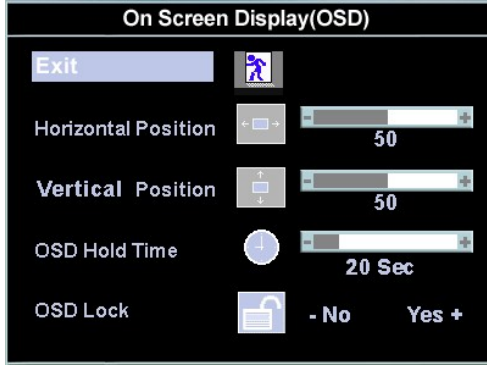 On Screen Display(OSD)
Exit
Horizontal Position - +
50
Vertical Position - +
50
OSD Hold Time - +
20 Sec
OSD Lock - No Yes +